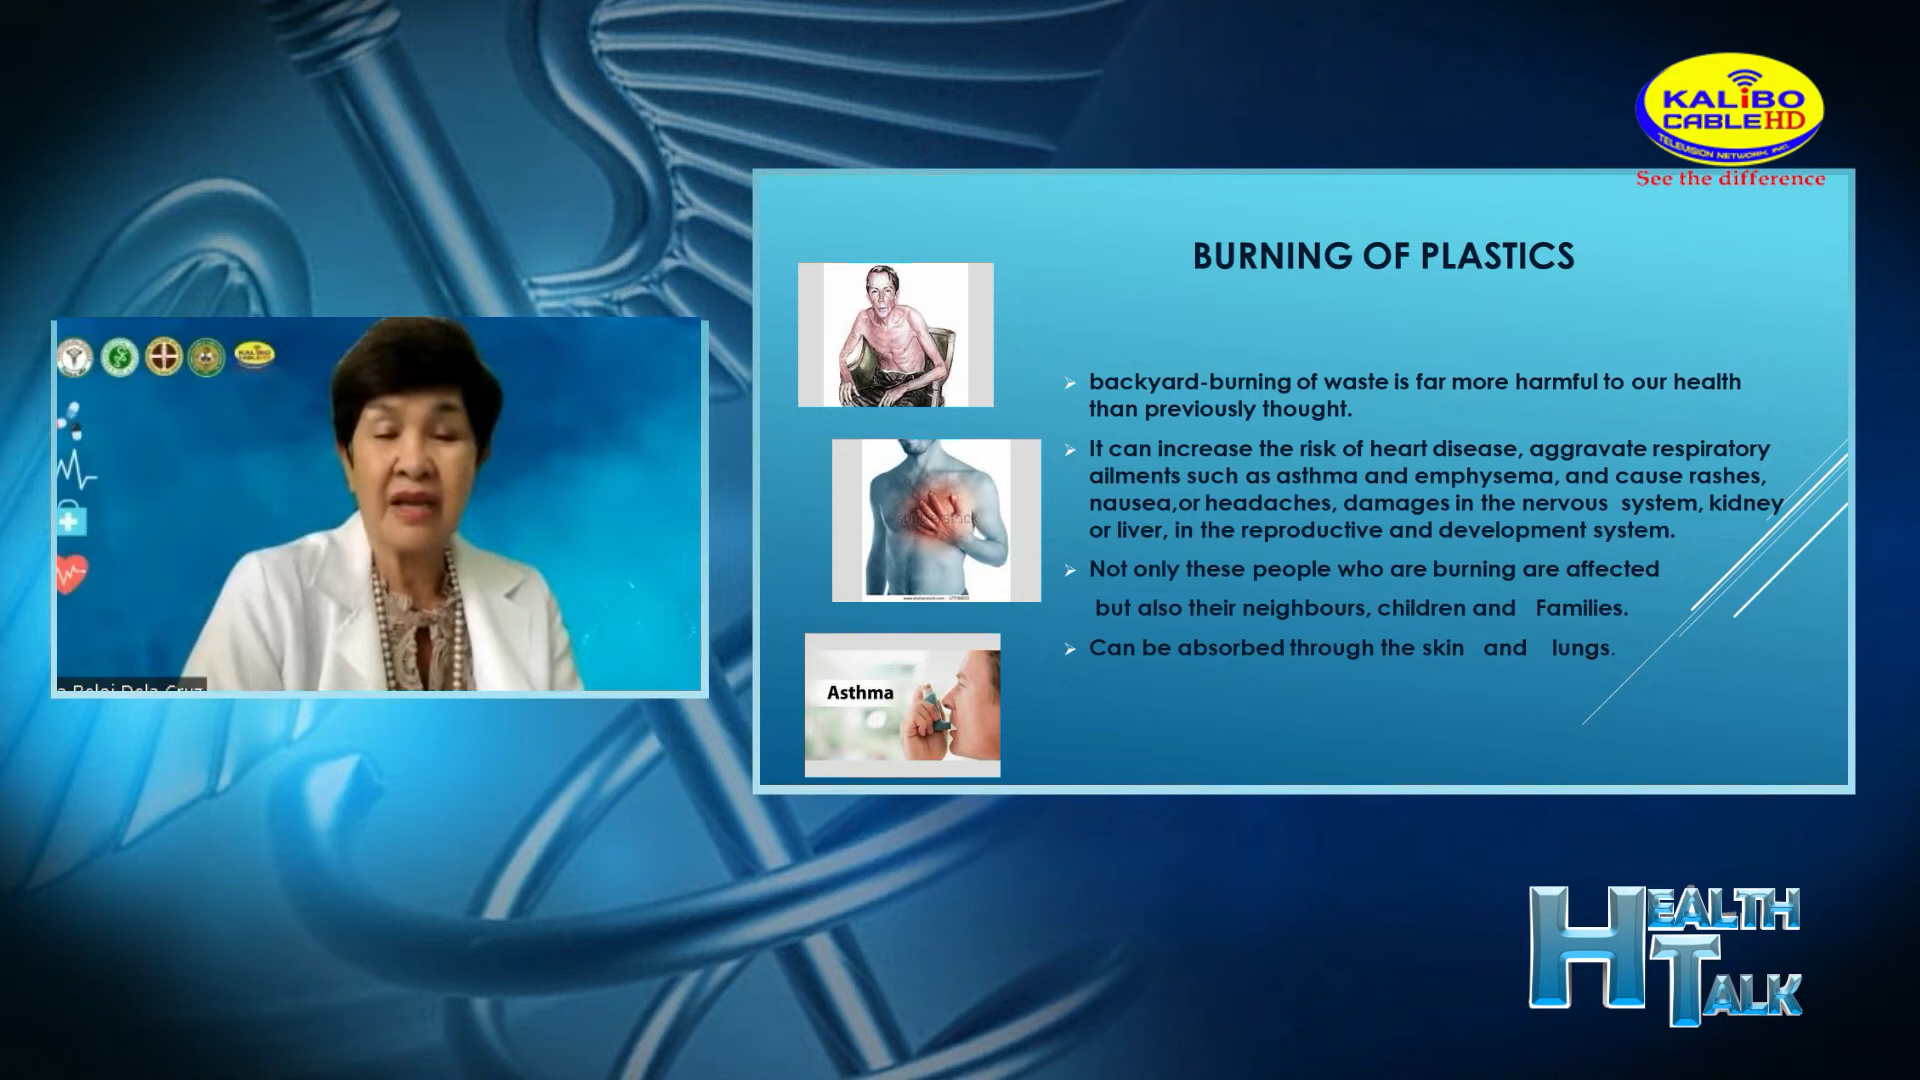 KALiBO
CABLEHD
TELEVISION NETWORK, INC.
See the difference
BURNING OF PLASTICS
backyard-burning of waste is far more harmful to our health
than previously thought.
It can increase the risk of heart disease, aggravate respiratory
ailments such as asthma and emphysema, and cause rashes,
nausea,or headaches, damages in the nervous system, kidney
or liver, in the reproductive and development system.
Not only these people who are burning are affected
but also their neighbours, children and Families.
Can be absorbed through the skin and lungs.
Asthma
KALIBO
CABLEHD
Dela Cruz
HEALTH
TALK